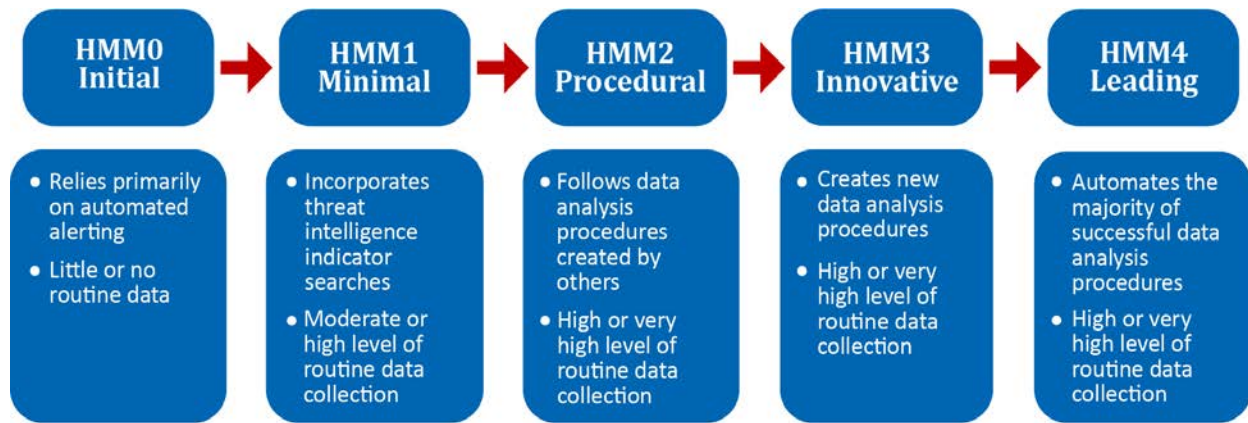 HMM0
Initial
HMM1
Minimal
HMM2
Procedural
HMM3
Innovative
HMM4
Leading
• Relies primarily
on automated
alerting
• Little or no
routine data
• Incorporates
threat
intelligence
indicator
searches
• Moderate or
high level of
routine data
collection
• Follows data
analysis
procedures
created by
others
• High or very
high level of
routine data
collection
• Creates new
data analysis
procedures
• High or very
high level of
routine data
collection
• Automates the
majority of
successful data
analysis
procedures
• High or very
high level of
routine data
collection